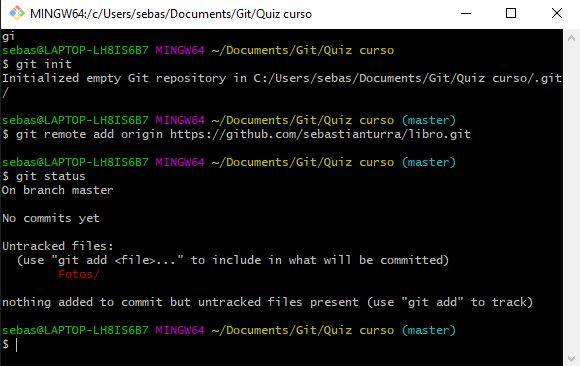 MINGW64:/c/Users/sebas/Documents/Git/Quiz curso
gi
sebas@LAPTOP-LH8IS6B7 MINGW64 ~/Documents/Git/Quiz curso
$ git init
Initialized empty Git repository in C:/Users/sebas/Documents/Git/Quiz curso/.git
/
sebas@LAPTOP-LH8IS6B7 MINGW64 ~/Documents/Git/Quiz curso (master)
$ git remote add origin https://github.com/sebastianturra/libro.git
sebas@LAPTOP-LH8IS6B7 MINGW64 ~/Documents/Git/Quiz curso (master)
$ git status
On branch master
No commits yet
Untracked files:
(use "git add <file>..." to include in what will be committed)
Fotos/
nothing added to commit but untracked files present (use "git add" to track)
sebas@LAPTOP-LH8IS6B7 MINGW64 ~/Documents/Git/Quiz curso (master)
$